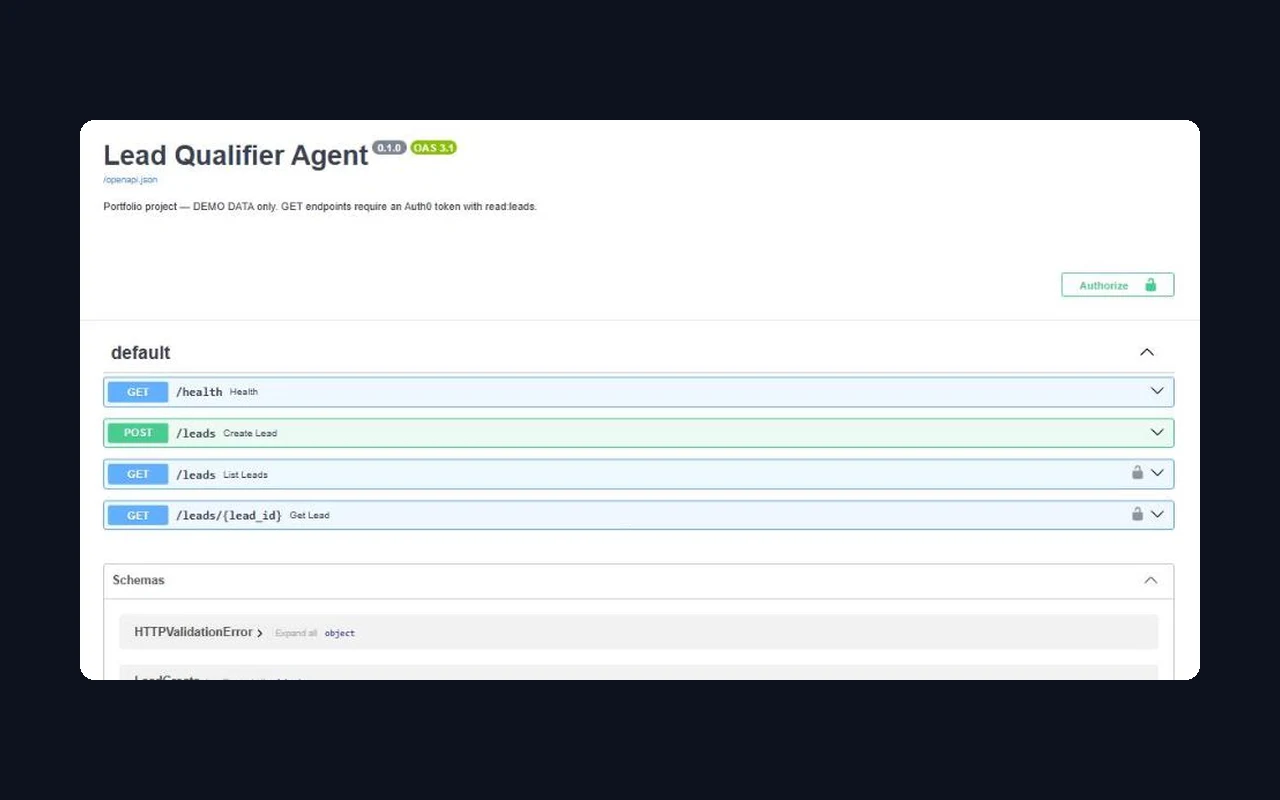 Lead Qualifier Agent 0.1.0 OAS 3.1
/openapi.json
Portfolio project — DEMO DATA only. GET endpoints require an Auth0 token with read:leads.
Authorize
default
GET /health Health
POST /leads Create Lead
GET /leads List Leads
GET /leads/{lead_id} Get Lead
Schemas
HTTPValidationError Expand all object
LeadCreate